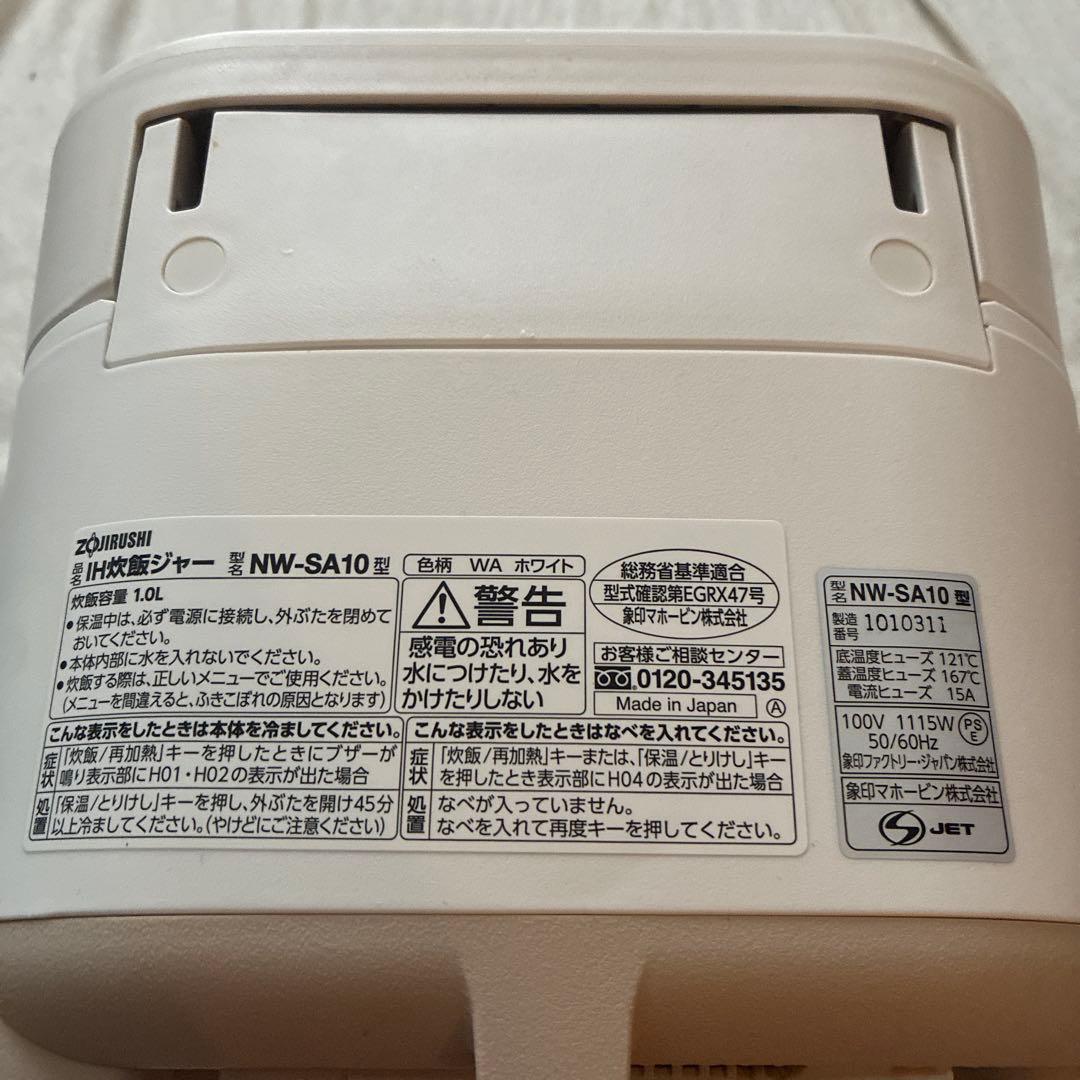 ZOJIRUSHI
品名 IH炊飯ジャー 型名 NW-SA10 型
炊飯容量 1.0L
●保温中は、必ず電源に接続し、外ぶたを閉めて
おいてください。
●本体内部に水を入れないでください。
●炊飯する際は、正しいメニューでご使用ください。
(メニューを間違えると、ふきこぼれの原因となります)
色柄 WA ホワイト
警告
感電の恐れあり
水につけたり、水を
かけたりしない
総務省基準適合
型式確認第EGRX47号
象印マホービン株式会社
お客様ご相談センター
0120-345135
Made in Japan Ⓐ
こんな表示をしたときは本体を冷ましてください。
症状 「炊飯/再加熱」キーを押したときにブザーが
鳴り表示部にH01・H02の表示が出た場合
処置 「保温/とりけし」キーを押し、外ぶたを開け45分
以上冷ましてください。(やけどにご注意ください)
こんな表示をしたときはなべを入れてください。
症状 「炊飯/再加熱」キーまたは、「保温/とりけし」キー
を押したとき表示部にH04の表示が出た場合
処置 なべが入っていません。
なべを入れて再度キーを押してください。
型名 NW-SA10 型
製造番号 1010311
底温度ヒューズ 121℃
蓋温度ヒューズ 167℃
電流ヒューズ 15A
100V 1115W
50/60Hz
PSE
象印ファクトリー・ジャパン株式会社
象印マホービン株式会社
JET